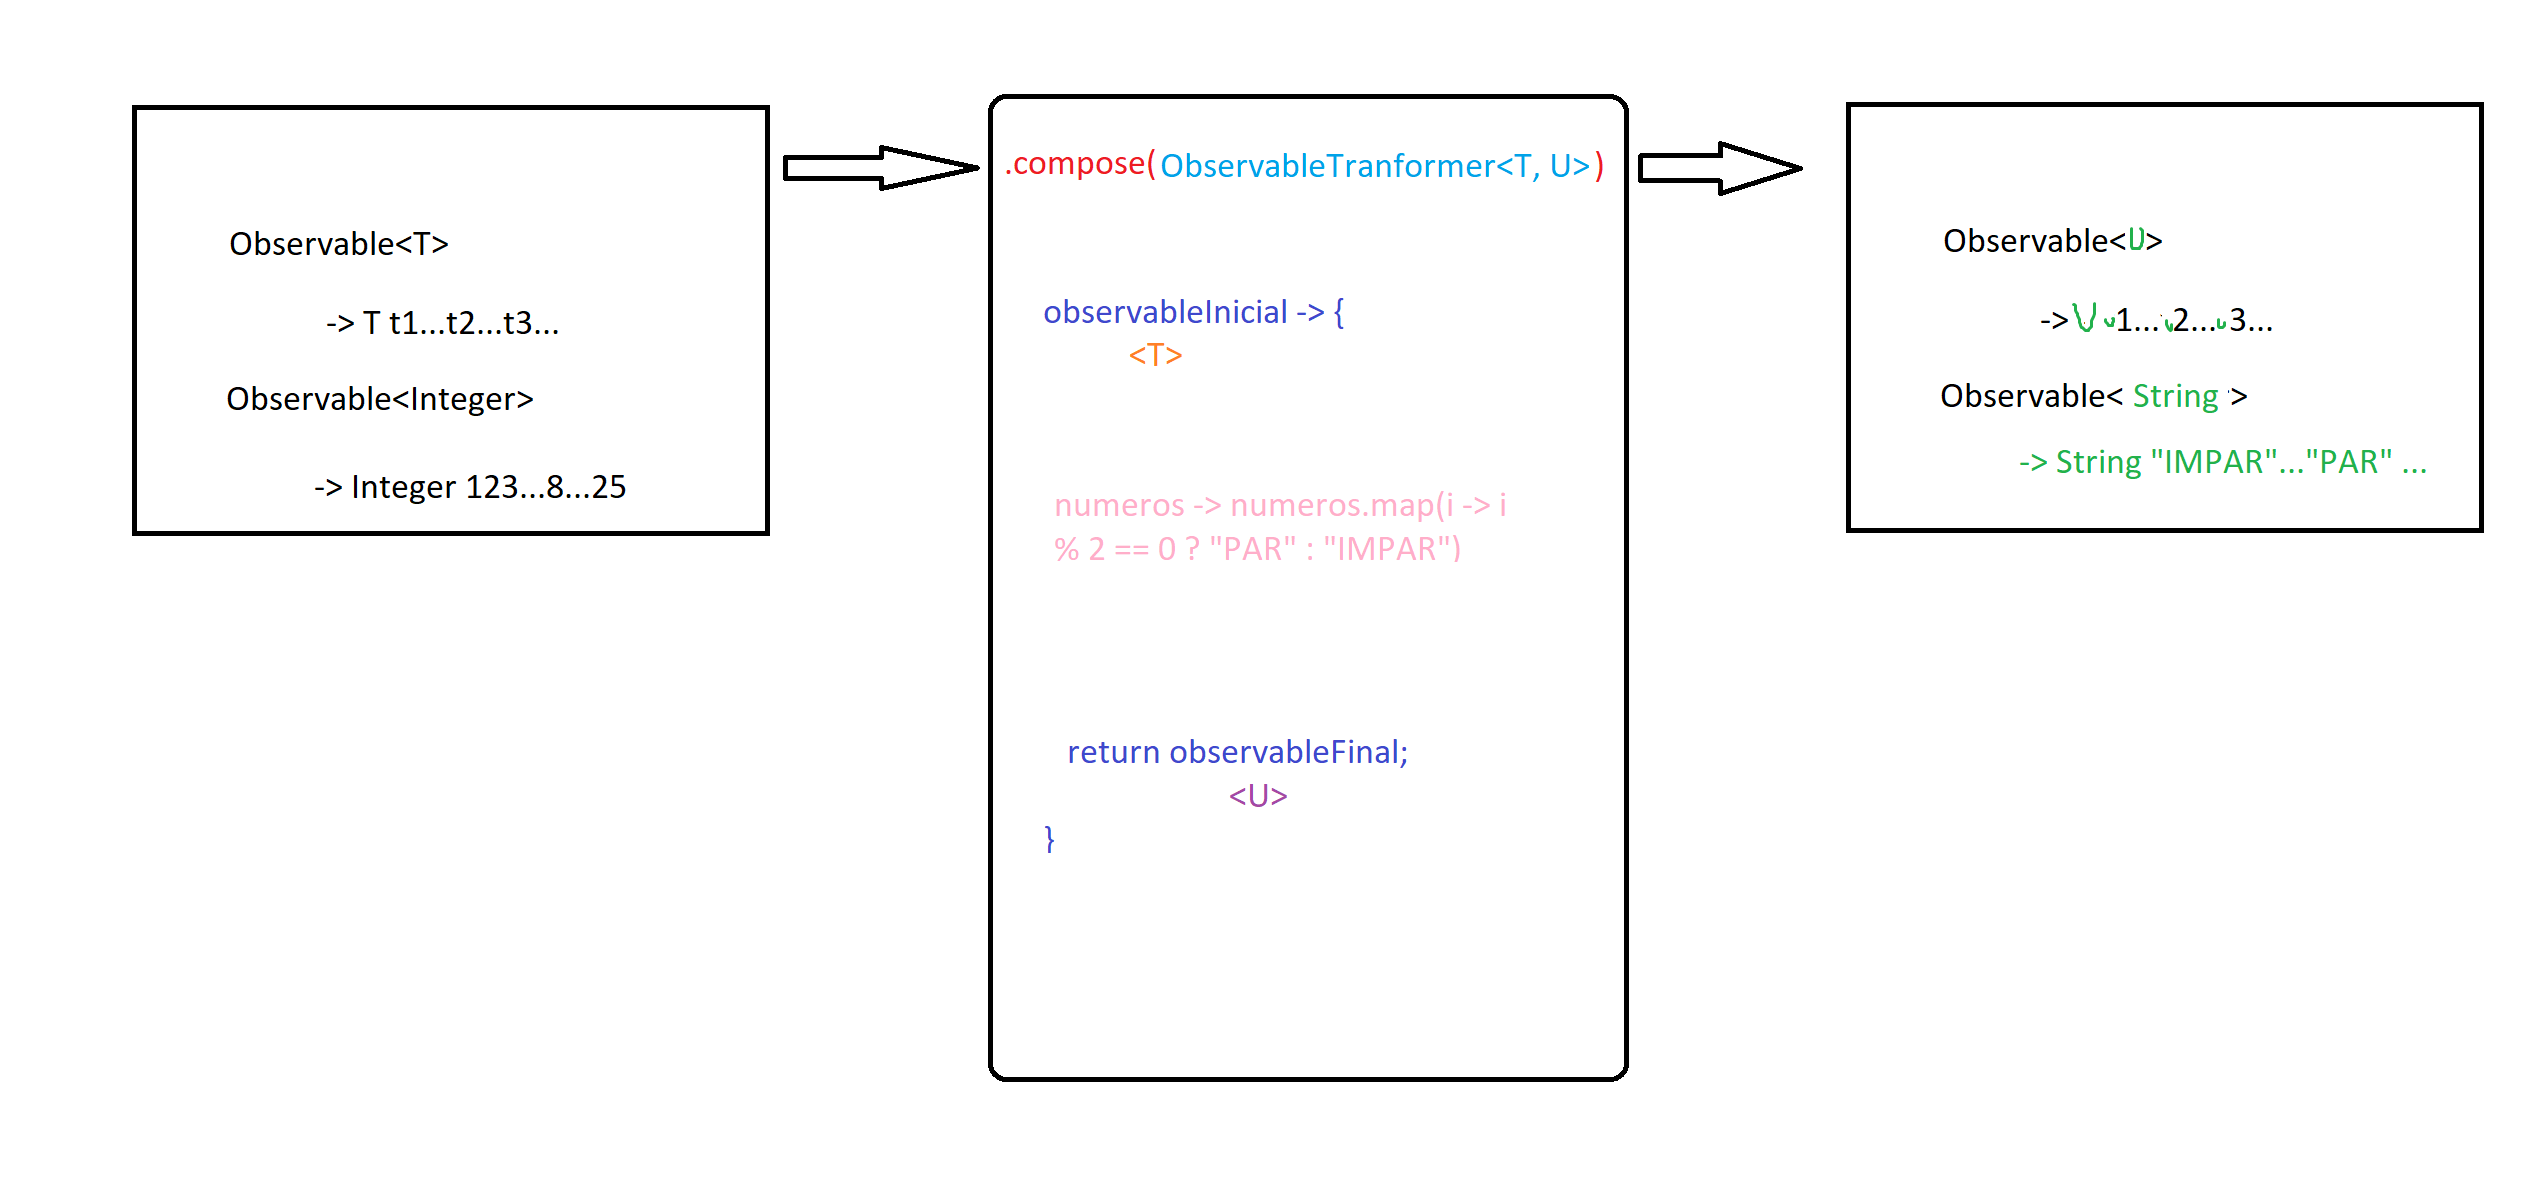 Observable<T>
-> T t1...t2...t3...
Observable<Integer>
-> Integer 123...8...25
.compose(ObservableTranformer<T, U>)
observableInicial -> {
<T>
numeros -> numeros.map(i -> i
% 2 == 0 ? "PAR" : "IMPAR")
return observableFinal;
<U>
}
Observable<U>
-> U u1...u2...u3...
Observable< String >
-> String "IMPAR"..."PAR" ...